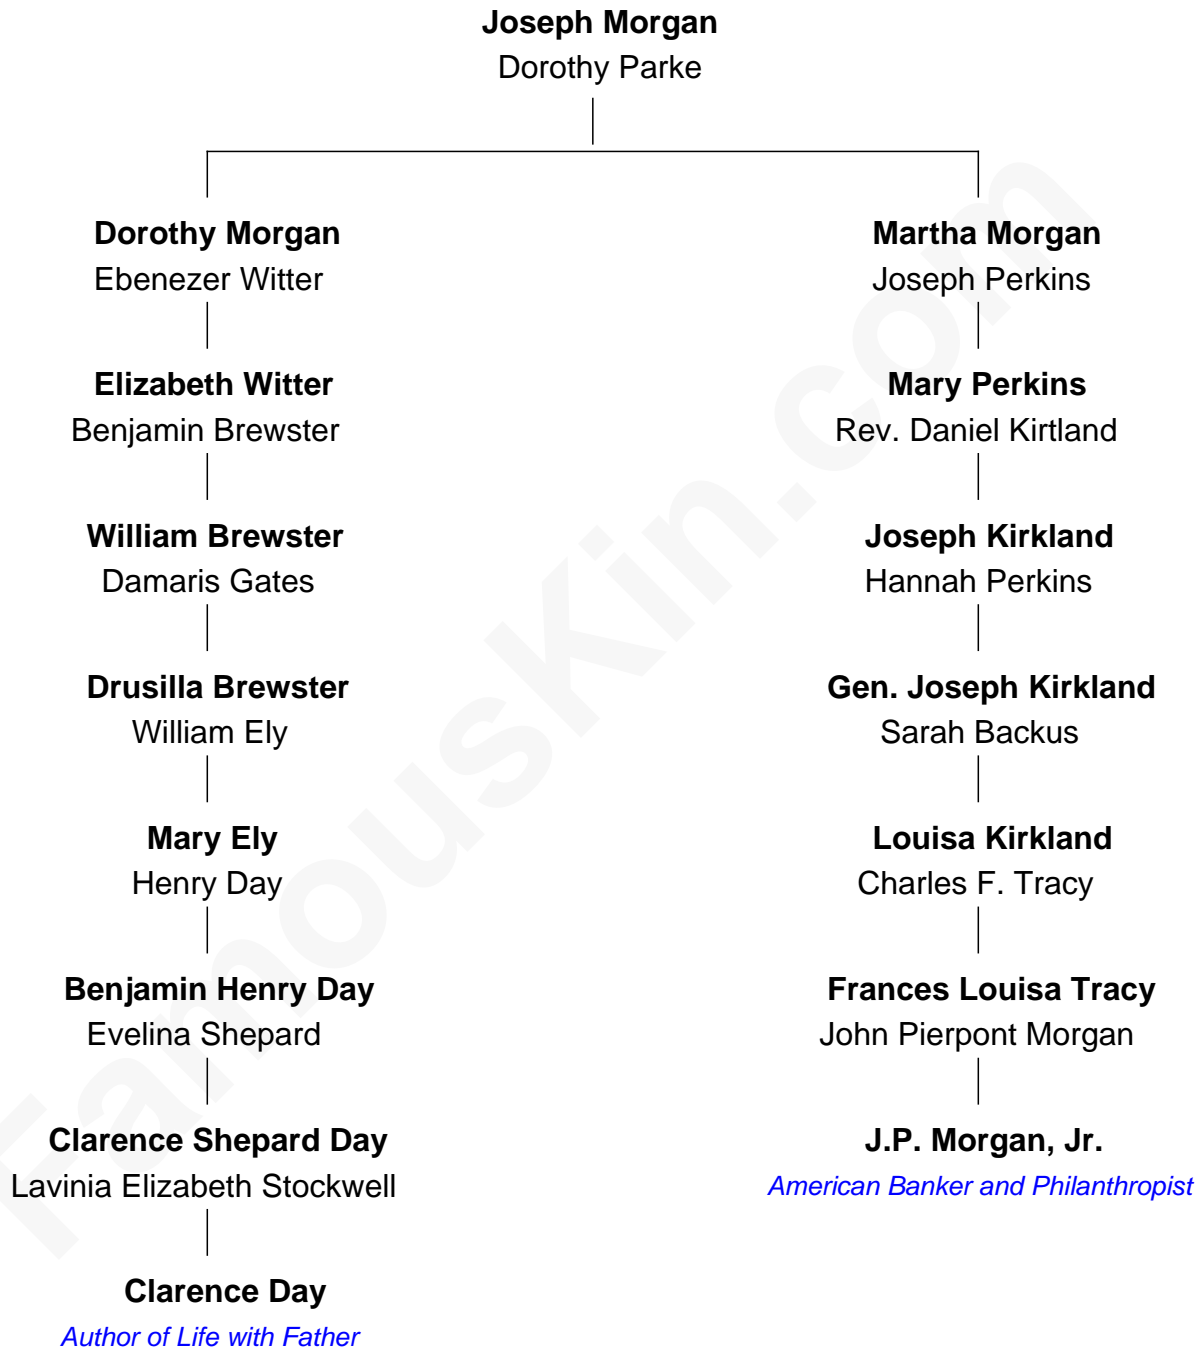 Joseph Morgan
Dorothy Parke
Dorothy Morgan
Ebenezer Witter
Elizabeth Witter
Benjamin Brewster
William Brewster
Damaris Gates
Drusilla Brewster
William Ely
Mary Ely
Henry Day
Benjamin Henry Day
Evelina Shepard
Clarence Shepard Day
Lavinia Elizabeth Stockwell
Clarence Day
Author of Life with Father
Martha Morgan
Joseph Perkins
Mary Perkins
Rev. Daniel Kirtland
Joseph Kirkland
Hannah Perkins
Gen. Joseph Kirkland
Sarah Backus
Louisa Kirkland
Charles F. Tracy
Frances Louisa Tracy
John Pierpont Morgan
J.P. Morgan, Jr.
American Banker and Philanthropist
FamousKin.com